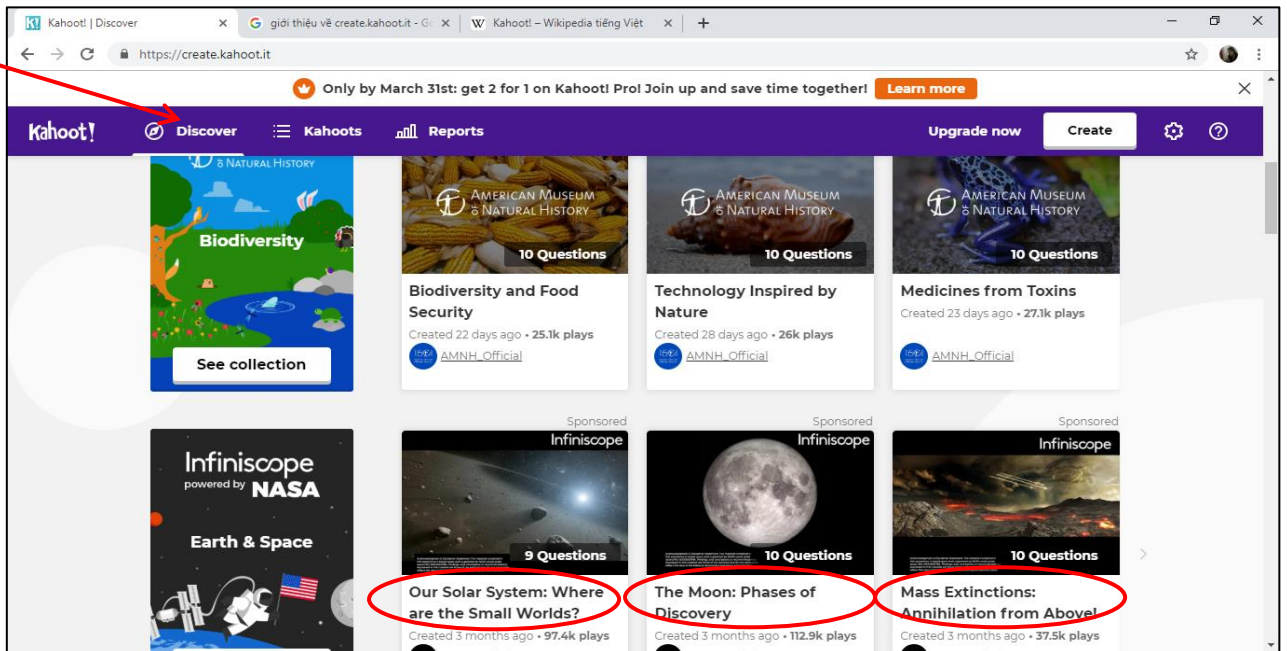 Kahoot! | Discover
giới thiệu về create.kahoot.it - Go
Kahoot! – Wikipedia tiếng Việt
https://create.kahoot.it
Only by March 31st: get 2 for 1 on Kahoot! Pro! Join up and save time together! Learn more
Kahoot! Discover Kahoots Reports Upgrade now Create
& NATURAL HISTORY
Biodiversity
See collection
AMERICAN MUSEUM
& NATURAL HISTORY
10 Questions
Biodiversity and Food
Security
Created 22 days ago • 25.1k plays
AMNH_Official
AMERICAN MUSEUM
& NATURAL HISTORY
10 Questions
Technology Inspired by
Nature
Created 28 days ago • 26k plays
AMNH_Official
AMERICAN MUSEUM
& NATURAL HISTORY
10 Questions
Medicines from Toxins
Created 23 days ago • 27.1k plays
AMNH_Official
Infiniscope
powered by NASA
Earth & Space
Sponsored
Infiniscope
9 Questions
Our Solar System: Where
are the Small Worlds?
Created 3 months ago • 97.4k plays
Sponsored
Infiniscope
10 Questions
The Moon: Phases of
Discovery
Created 3 months ago • 112.9k plays
Sponsored
Infiniscope
10 Questions
Mass Extinctions:
Annihilation from Above!
Created 3 months ago • 37.5k plays